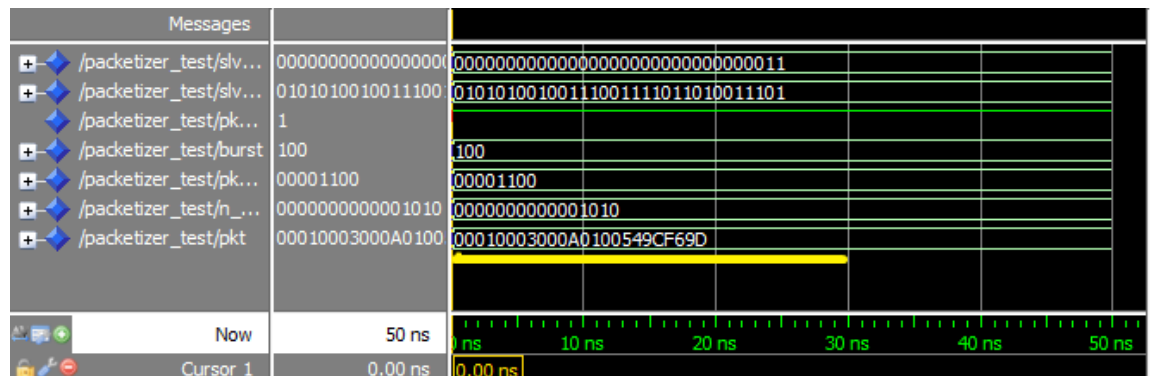 Messages
/packetizer_test/slv... 0000000000000000 00000000000000000000000000000011
/packetizer_test/slv... 0101010010011100 01010100100111001111011010011101
/packetizer_test/pk... 1
/packetizer_test/burst 100 100
/packetizer_test/pk... 00001100 00001100
/packetizer_test/n_... 0000000000001010 0000000000001010
/packetizer_test/pkt 00010003000A0100 00010003000A0100549CF69D
Now 50 ns ns 10 ns 20 ns 30 ns 40 ns 50 ns
Cursor 1 0.00 ns 0.00 ns